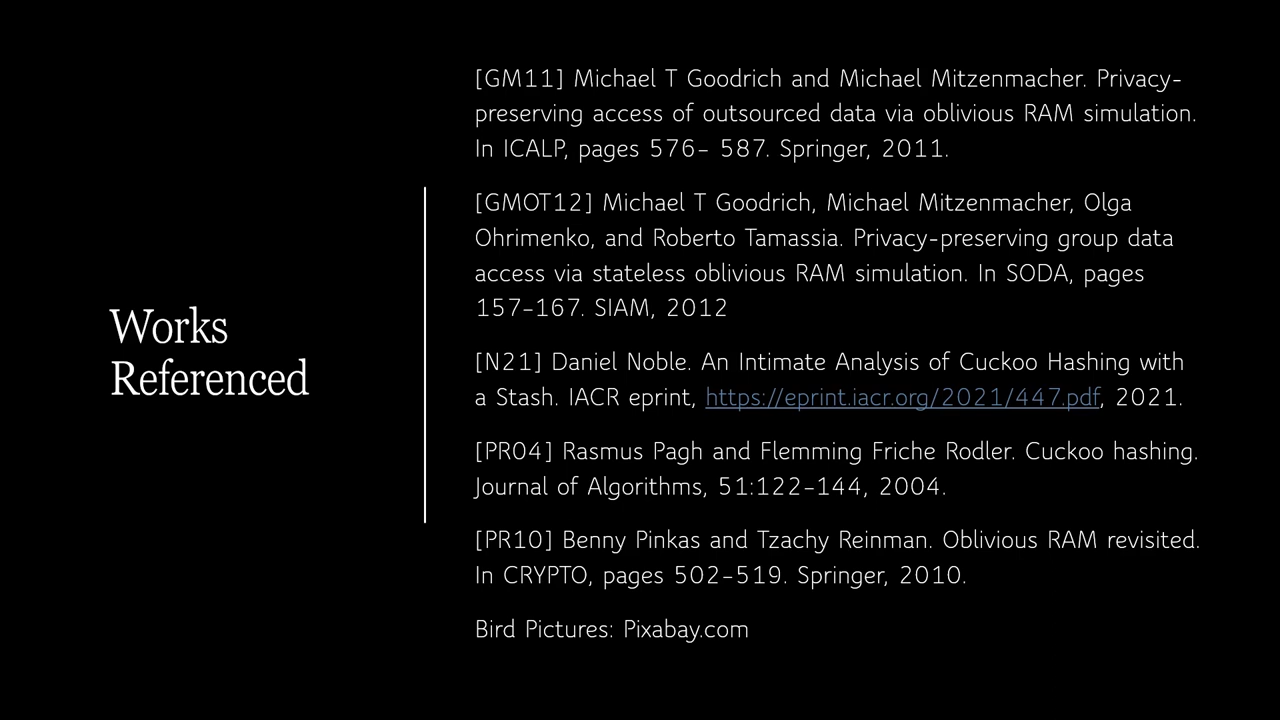 Works
Referenced
[GM11] Michael T Goodrich and Michael Mitzenmacher. Privacy-
preserving access of outsourced data via oblivious RAM simulation.
In ICALP, pages 576– 587. Springer, 2011.
[GMOT12] Michael T Goodrich, Michael Mitzenmacher, Olga
Ohrimenko, and Roberto Tamassia. Privacy-preserving group data
access via stateless oblivious RAM simulation. In SODA, pages
157–167. SIAM, 2012
[N21] Daniel Noble. An Intimate Analysis of Cuckoo Hashing with
a Stash. IACR eprint, https://eprint.iacr.org/2021/447.pdf, 2021.
[PR04] Rasmus Pagh and Flemming Friche Rodler. Cuckoo hashing.
Journal of Algorithms, 51:122–144, 2004.
[PR10] Benny Pinkas and Tzachy Reinman. Oblivious RAM revisited.
In CRYPTO, pages 502–519. Springer, 2010.
Bird Pictures: Pixabay.com